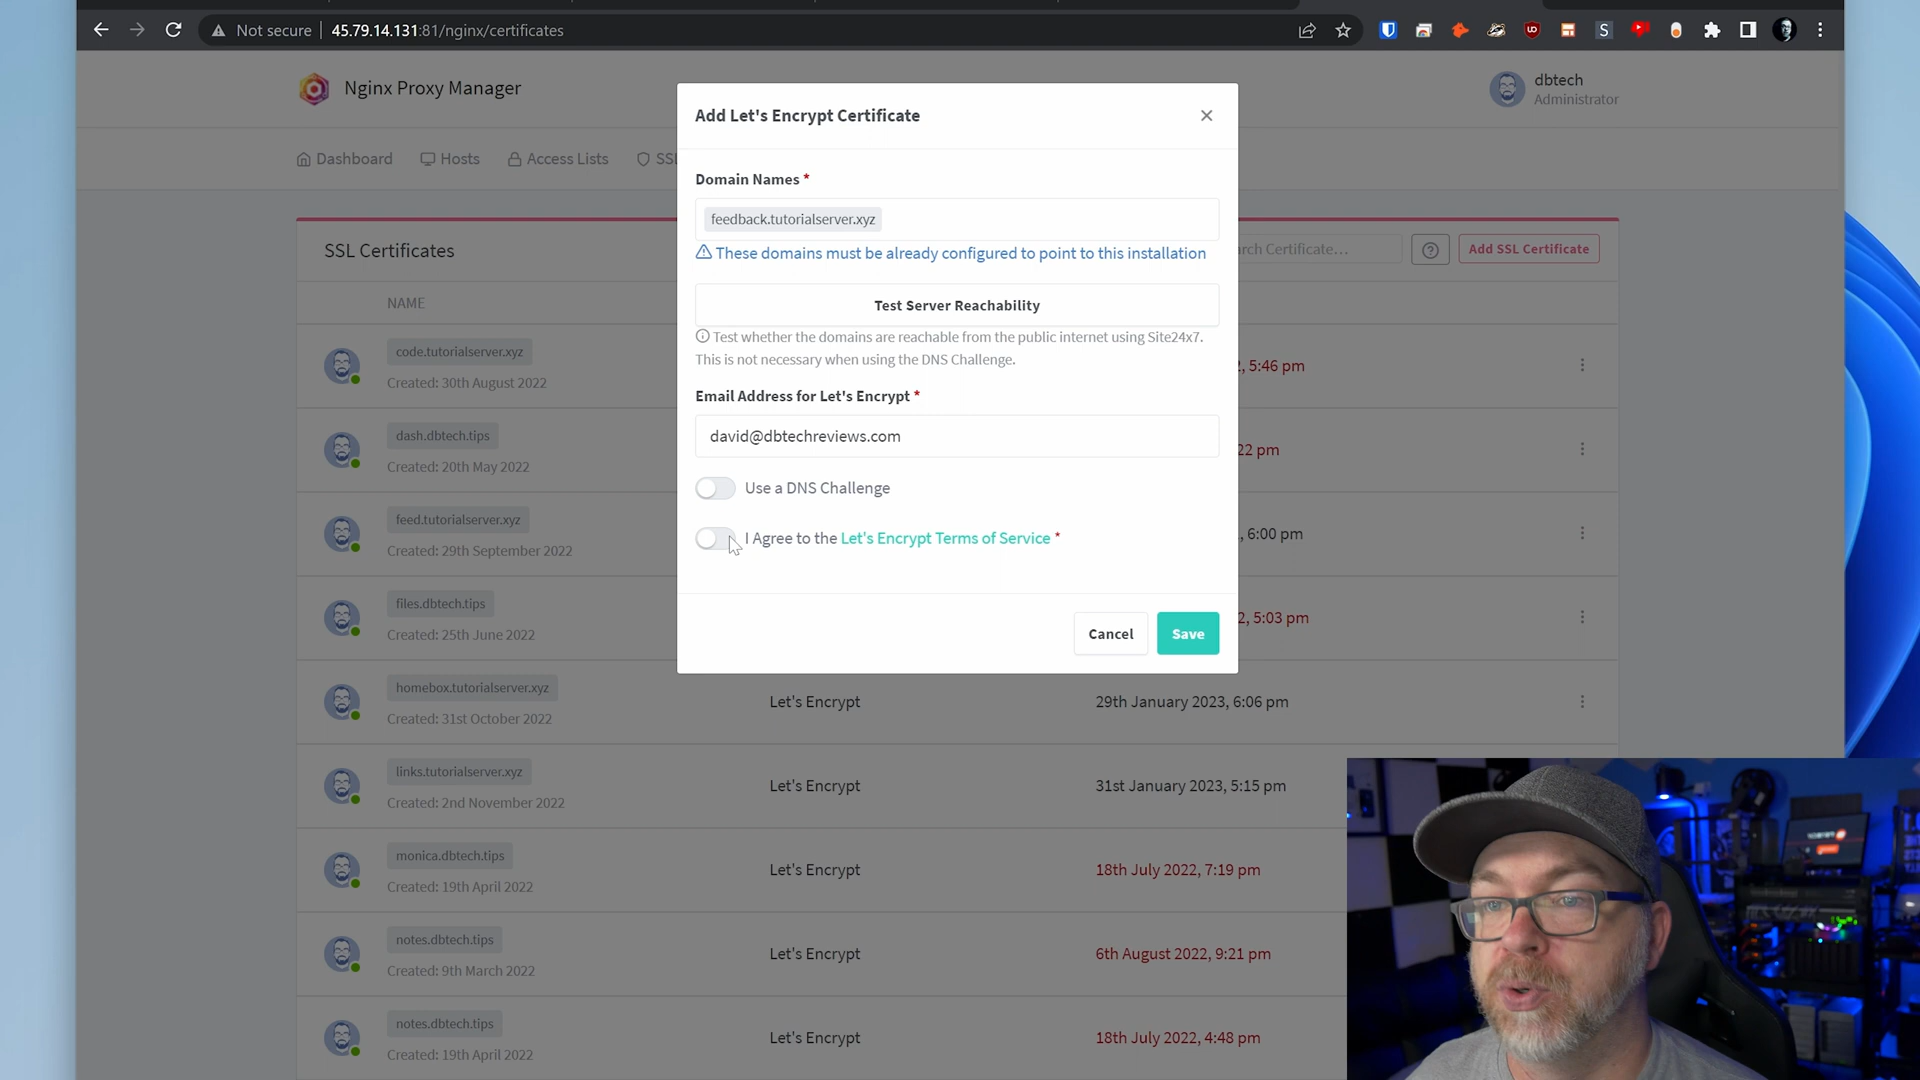 Not secure
45.79.14.131:81/nginx/certificates
Nginx Proxy Manager
dbtech
Administrator
Dashboard
Hosts
Access Lists
SSL
Add Let's Encrypt Certificate
Domain Names *
feedback.tutorialserver.xyz
These domains must be already configured to point to this installation
Test Server Reachability
Test whether the domains are reachable from the public internet using Site24x7.
This is not necessary when using the DNS Challenge.
Email Address for Let's Encrypt *
david@dbtechreviews.com
Use a DNS Challenge
I Agree to the Let's Encrypt Terms of Service *
Cancel
Save
SSL Certificates
Certificate...
Add SSL Certificate
NAME
code.tutorialserver.xyz
Created: 30th August 2022
5:46 pm
dash.dbtech.tips
Created: 20th May 2022
22 pm
feed.tutorialserver.xyz
Created: 29th September 2022
, 6:00 pm
files.dbtech.tips
Created: 25th June 2022
2, 5:03 pm
homebox.tutorialserver.xyz
Created: 31st October 2022
Let's Encrypt
29th January 2023, 6:06 pm
links.tutorialserver.xyz
Created: 2nd November 2022
Let's Encrypt
31st January 2023, 5:15 pm
monica.dbtech.tips
Created: 19th April 2022
Let's Encrypt
18th July 2022, 7:19 pm
notes.dbtech.tips
Created: 9th March 2022
Let's Encrypt
6th August 2022, 9:21 pm
notes.dbtech.tips
Created: 19th April 2022
Let's Encrypt
18th July 2022, 4:48 pm